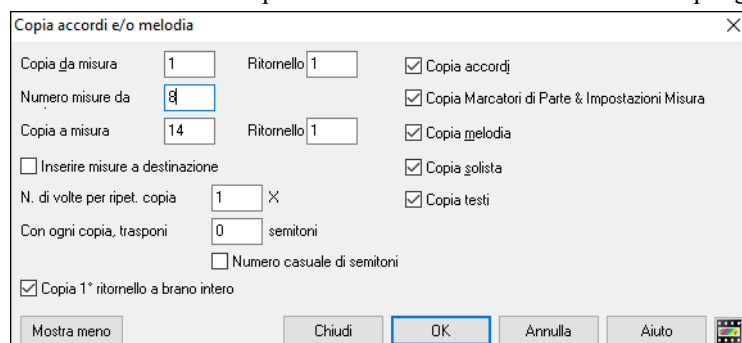 Copia accordi e/o melodia
Copia da misura 1 Ritornello 1 Copia accordi
Numero misure da 8 Copia Marcatori di Parte & Impostazioni Misura
Copia a misura 14 Ritornello 1 Copia melodia
Inserire misure a destinazione Copia solista
N. di volte per ripet. copia 1 X Copia testi
Con ogni copia, trasponi 0 semitoni
Numero casuale di semitoni
Copia 1° ritornello a brano intero
Mostra meno Chiudi OK Annulla Aiuto